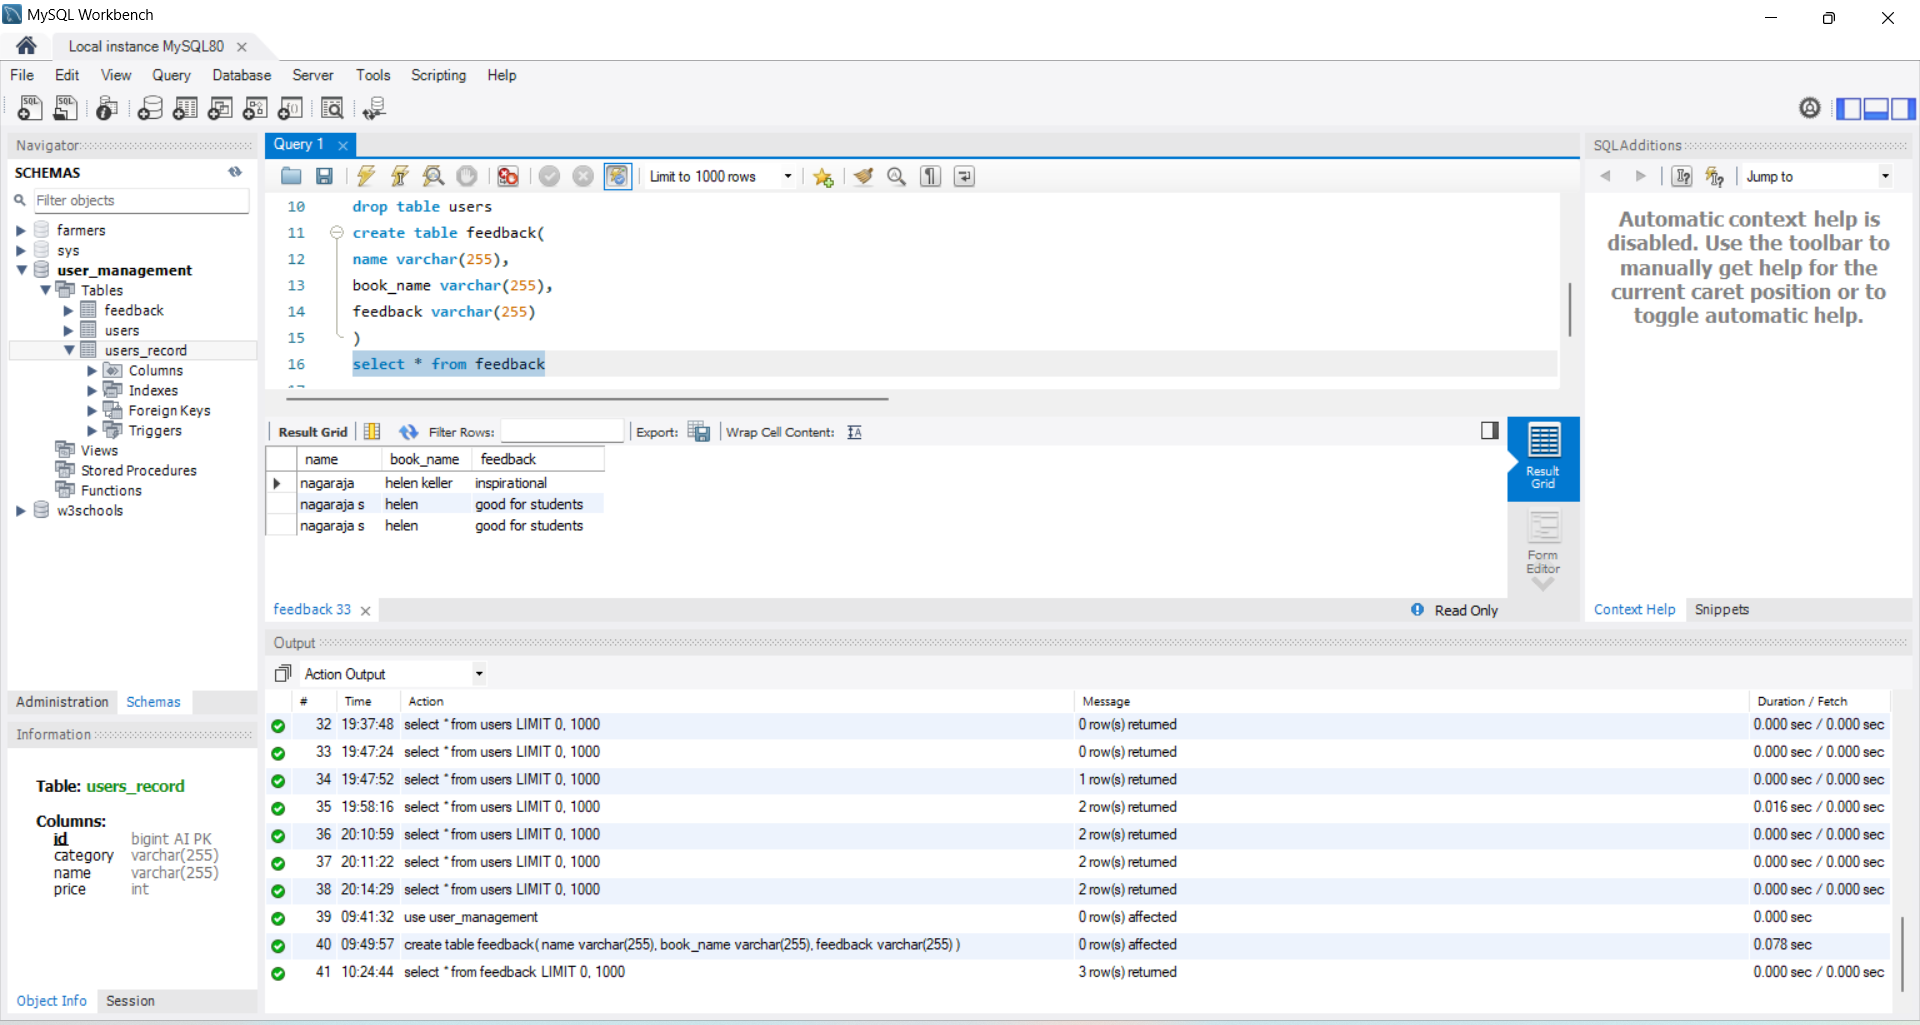 MySQL Workbench
Local instance MySQL80
File Edit View Query Database Server Tools Scripting Help
Navigator
SCHEMAS
Filter objects
farmers
sys
user_management
Tables
feedback
users
users_record
Columns
Indexes
Foreign Keys
Triggers
Views
Stored Procedures
Functions
w3schools
Administration Schemas
Information
Table: users_record
Columns:
id bigint AI PK
category varchar(255)
name varchar(255)
price int
Object Info Session
Query 1
Limit to 1000 rows
10 drop table users
11 create table feedback(
12 name varchar(255),
13 book_name varchar(255),
14 feedback varchar(255)
15 )
16 select * from feedback
Result Grid Filter Rows: Export: Wrap Cell Content:
name book_name feedback
nagaraja helen keller inspirational
nagaraja s helen good for students
nagaraja s helen good for students
Result
Grid
Form
Editor
feedback 33
Read Only
SQLAdditions
Jump to
Automatic context help is
disabled. Use the toolbar to
manually get help for the
current caret position or to
toggle automatic help.
Context Help Snippets
Output
Action Output
# Time Action Message Duration / Fetch
32 19:37:48 select * from users LIMIT 0, 1000 0 row(s) returned 0.000 sec / 0.000 sec
33 19:47:24 select * from users LIMIT 0, 1000 0 row(s) returned 0.000 sec / 0.000 sec
34 19:47:52 select * from users LIMIT 0, 1000 1 row(s) returned 0.000 sec / 0.000 sec
35 19:58:16 select * from users LIMIT 0, 1000 2 row(s) returned 0.016 sec / 0.000 sec
36 20:10:59 select * from users LIMIT 0, 1000 2 row(s) returned 0.000 sec / 0.000 sec
37 20:11:22 select * from users LIMIT 0, 1000 2 row(s) returned 0.000 sec / 0.000 sec
38 20:14:29 select * from users LIMIT 0, 1000 2 row(s) returned 0.000 sec / 0.000 sec
39 09:41:32 use user_management 0 row(s) affected 0.000 sec
40 09:49:57 create table feedback( name varchar(255), book_name varchar(255), feedback varchar(255) ) 0 row(s) affected 0.078 sec
41 10:24:44 select * from feedback LIMIT 0, 1000 3 row(s) returned 0.000 sec / 0.000 sec